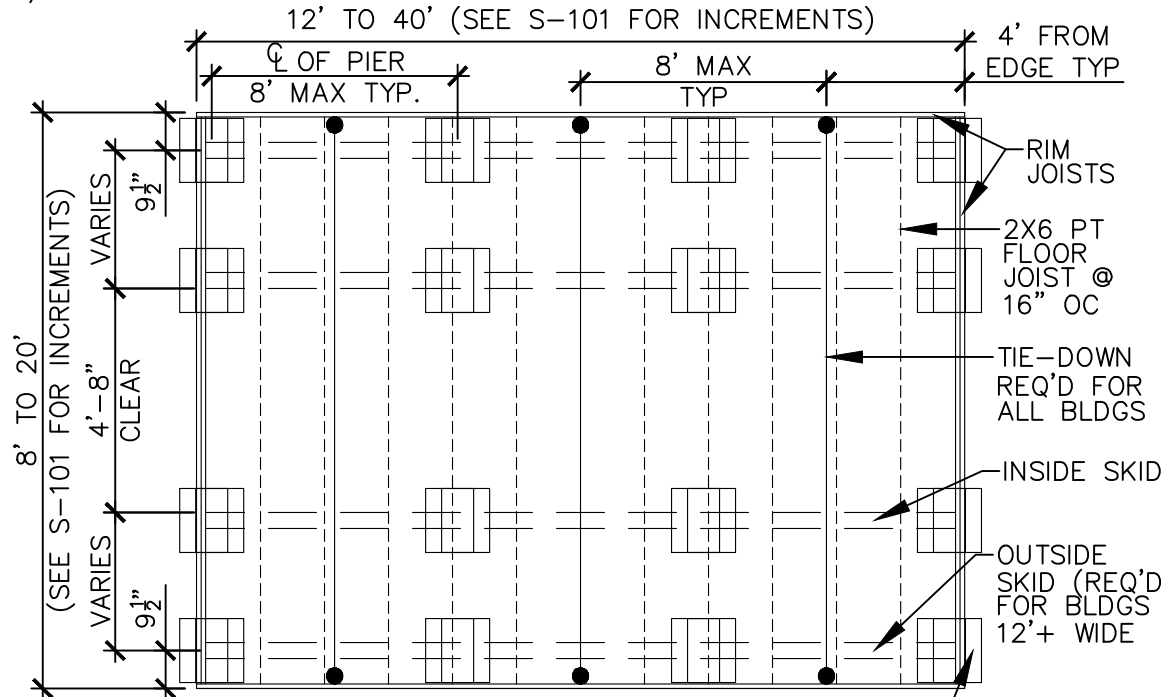 12' TO 40' (SEE S-101 FOR INCREMENTS)
℄ OF PIER
8' MAX TYP.
8' MAX
TYP
4' FROM
EDGE TYP
8' TO 20'
(SEE S-101 FOR INCREMENTS)
VARIES
9½"
4'-8"
CLEAR
VARIES
9½"
RIM
JOISTS
2X6 PT
FLOOR
JOIST @
16" OC
TIE-DOWN
REQ'D FOR
ALL BLDGS
INSIDE SKID
OUTSIDE
SKID (REQ'D
FOR BLDGS
12'+ WIDE